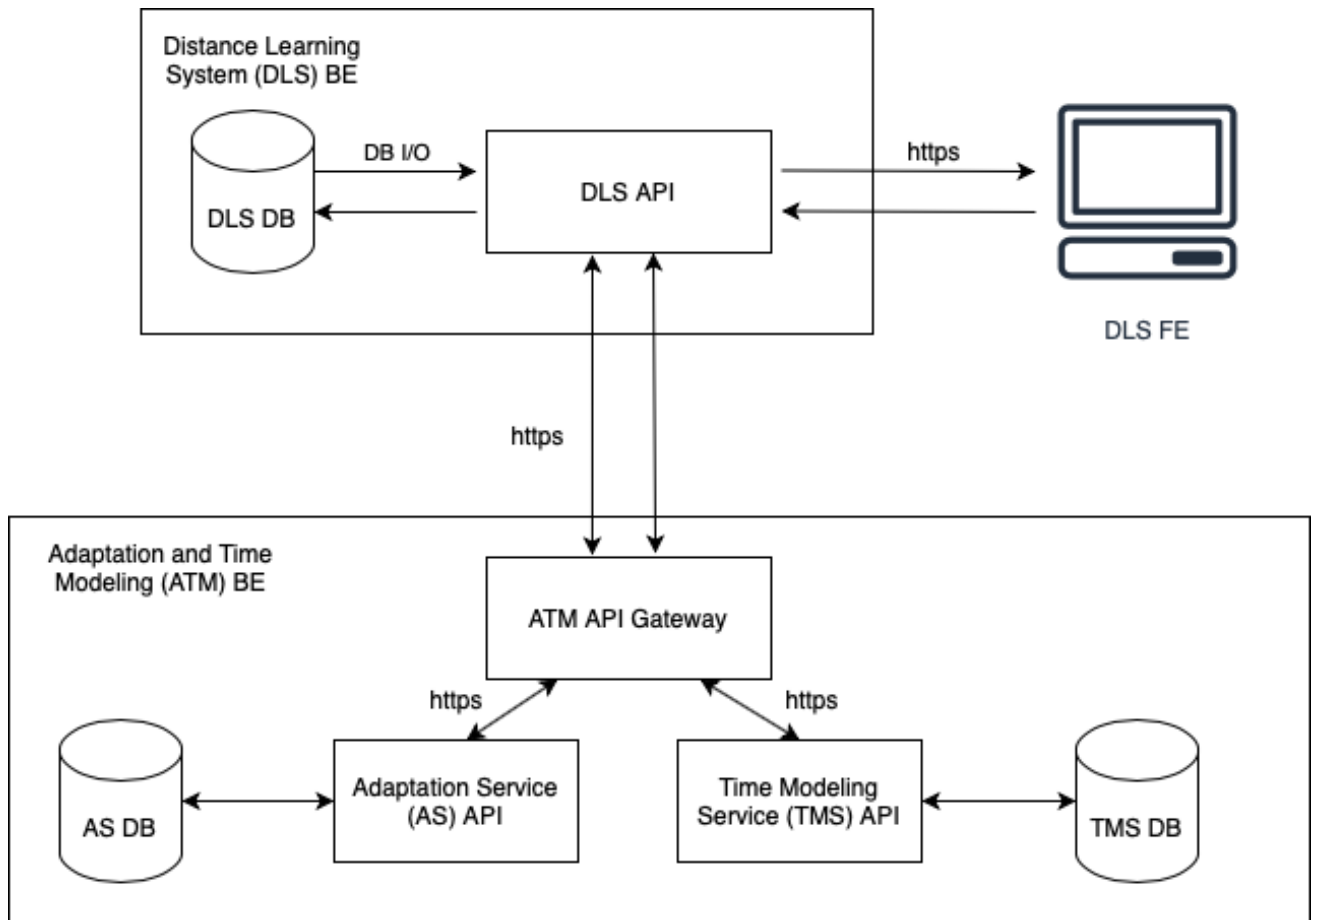 Distance Learning
System (DLS) BE
DB I/O
https
DLS API
DLS DB
DLS FE
https
Adaptation and Time
Modeling (ATM) BE
ATM API Gateway
https
https
Adaptation Service
(AS) API
Time Modeling
Service (TMS) API
AS DB
TMS DB